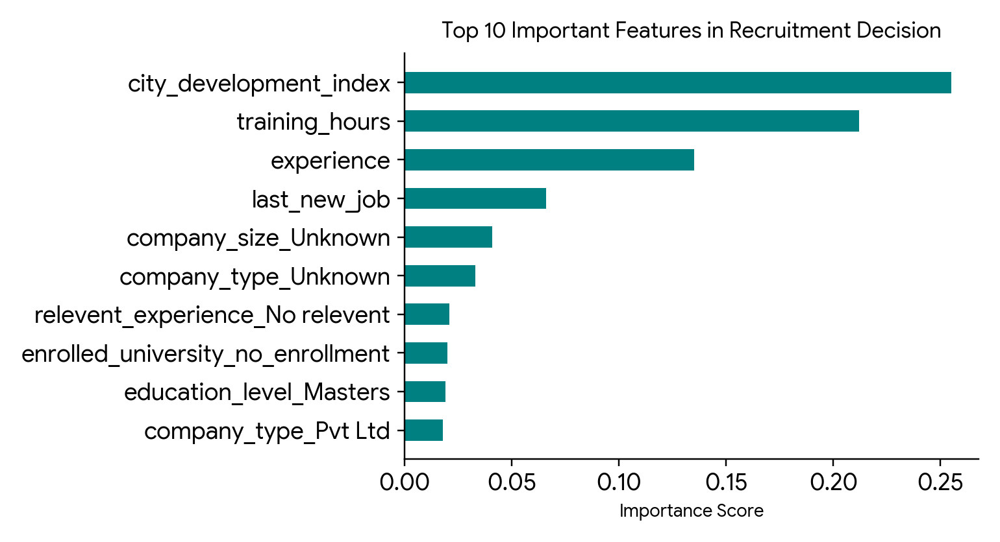 Top 10 Important Features in Recruitment Decision
city_development_index
training_hours
experience
last_new_job
company_size_Unknown
company_type_Unknown
relevent_experience_No relevent
enrolled_university_no_enrollment
education_level_Masters
company_type_Pvt Ltd
0.00 0.05 0.10 0.15 0.20 0.25
Importance Score